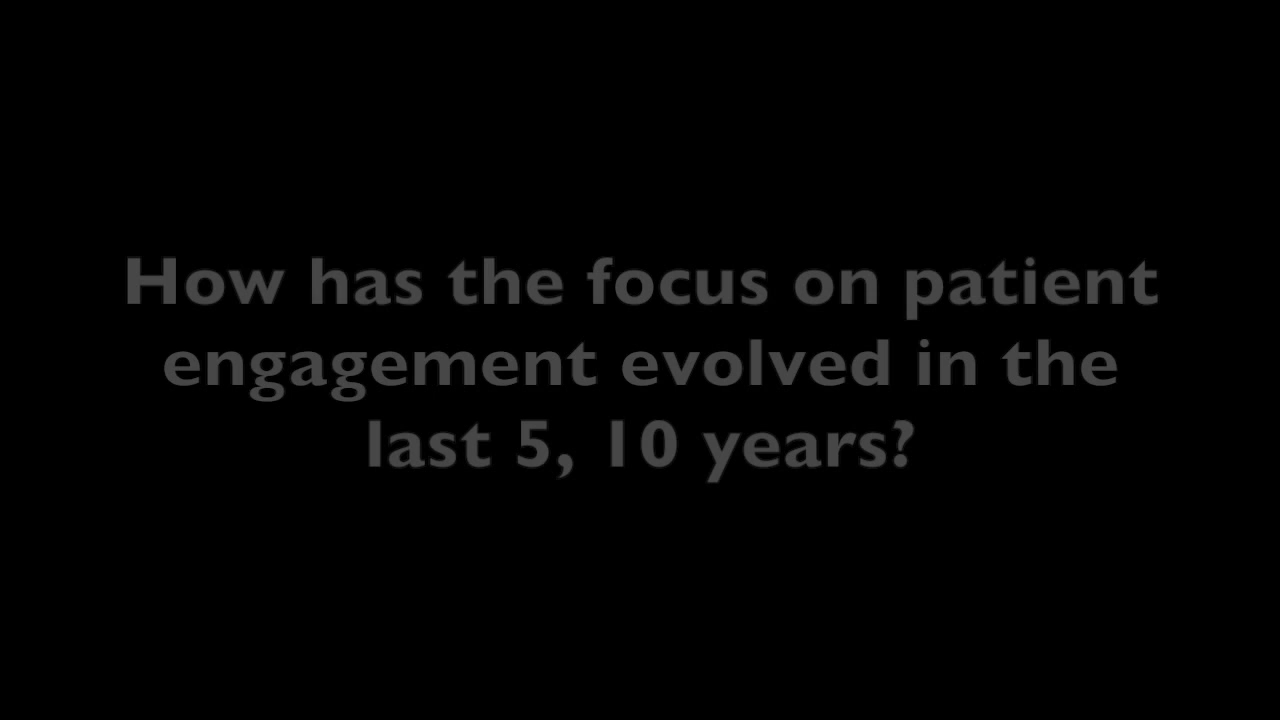 How has the focus on patient
engagement evolved in the
last 5, 10 years?